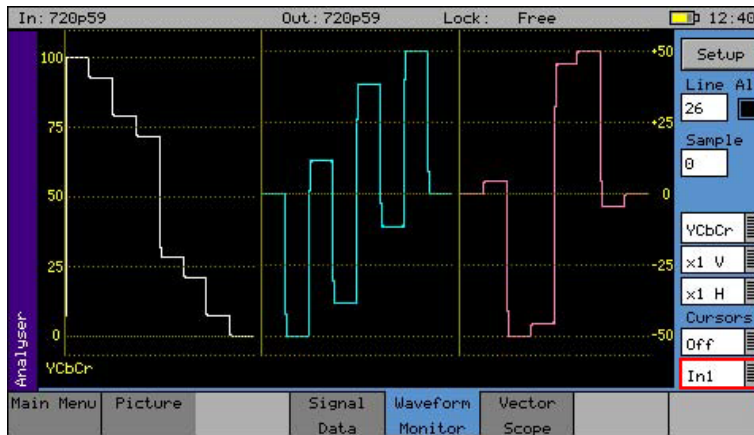 In: 720p59 Out: 720p59 Lock: Free 12:40
Analyser
100
75
50
25
0
YCbCr
+50
+25
0
-25
-50
Setup
Line Al
26
Sample
0
YCbCr
x1 V
x1 H
Cursors
Off
In1
Main Menu
Picture
Signal Data
Waveform Monitor
Vector Scope